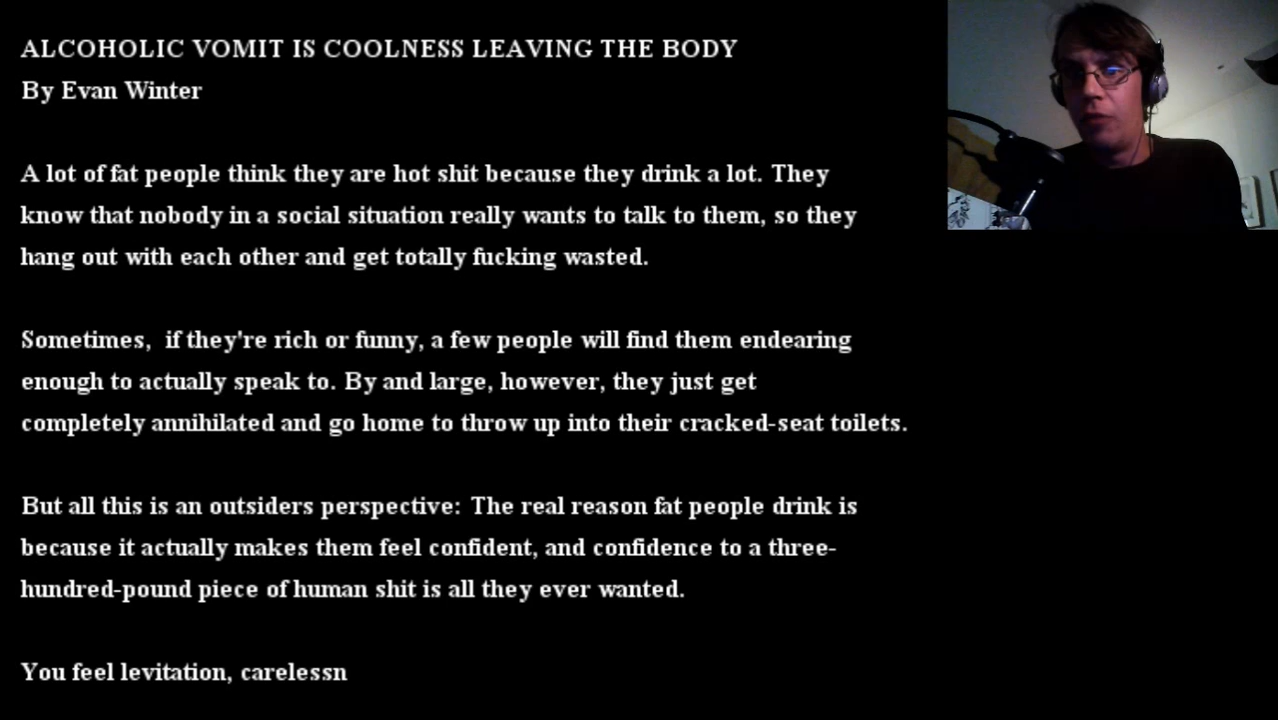 ALCOHOLIC VOMIT IS COOLNESS LEAVING THE BODY
By Evan Winter
A lot of fat people think they are hot shit because they drink a lot. They
know that nobody in a social situation really wants to talk to them, so they
hang out with each other and get totally fucking wasted.
Sometimes,  if they're rich or funny, a few people will find them endearing
enough to actually speak to. By and large, however, they just get
completely annihilated and go home to throw up into their cracked-seat toilets.
But all this is an outsiders perspective: The real reason fat people drink is
because it actually makes them feel confident, and confidence to a three-
hundred-pound piece of human shit is all they ever wanted.
You feel levitation, carelessn